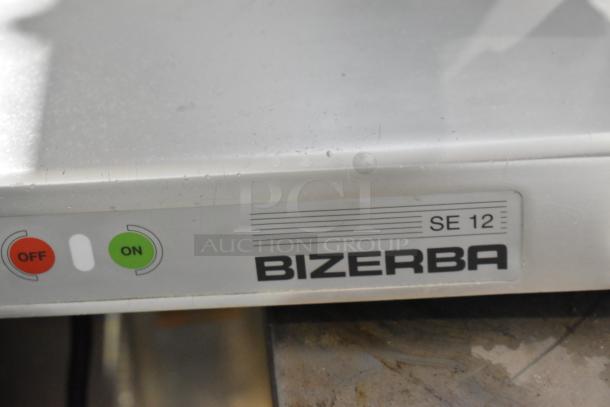 SE 12
OFF ON
BIZERBA
PCI
AUCTION GROUP